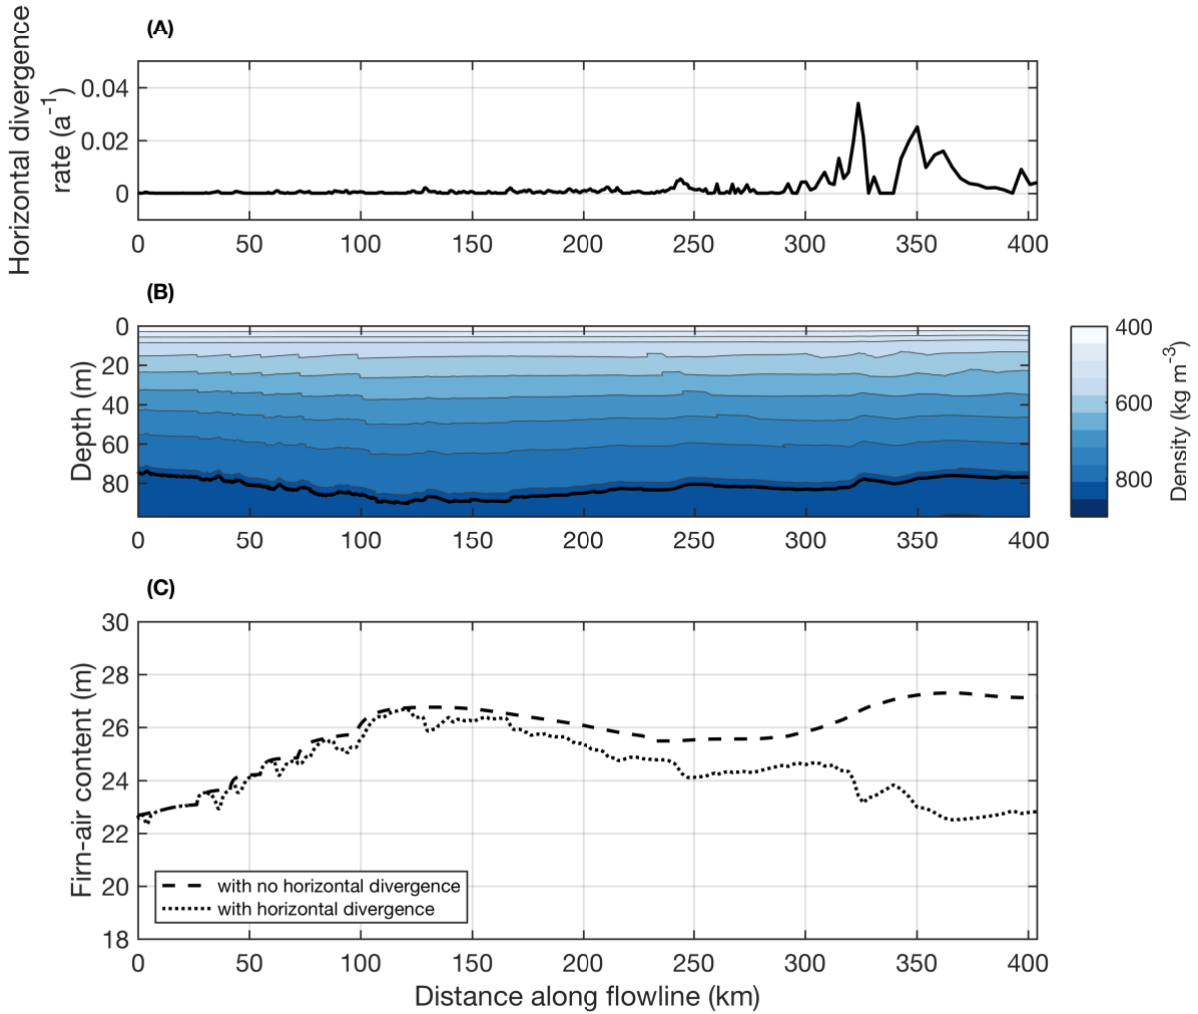 (A)
Horizontal divergence
rate (a⁻¹)
0.04
0.02
0
0 50 100 150 200 250 300 350 400
(B)
Depth (m)
0
20
40
60
80
0 50 100 150 200 250 300 350 400
400
600
800
Density (kg m⁻³)
(C)
Firn-air content (m)
30
28
26
24
22
20
18
with no horizontal divergence
with horizontal divergence
0 50 100 150 200 250 300 350 400
Distance along flowline (km)